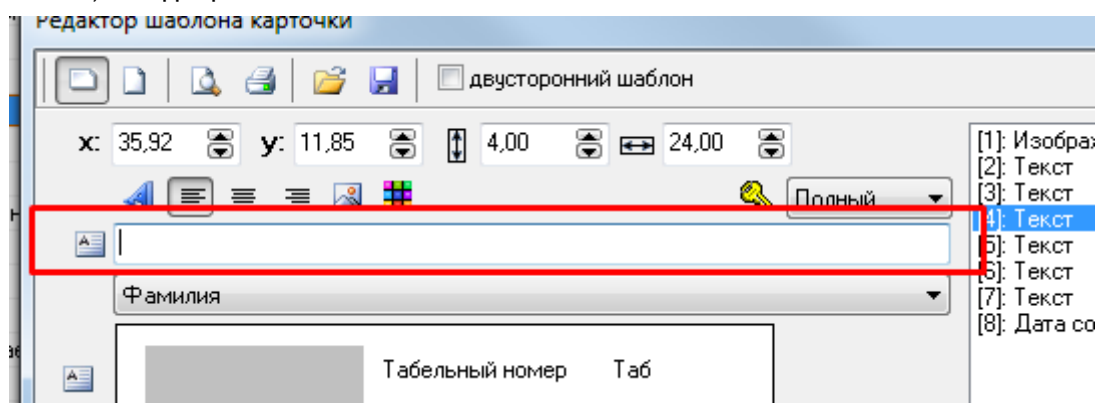 Редактор шаблона карточки
двусторонний шаблон
x: 35,92 y: 11,85 4,00 24,00
Полный
Фамилия
Табельный номер Таб
[1]: Изображ
[2]: Текст
[3]: Текст
[4]: Текст
[5]: Текст
[6]: Текст
[7]: Текст
[8]: Дата со